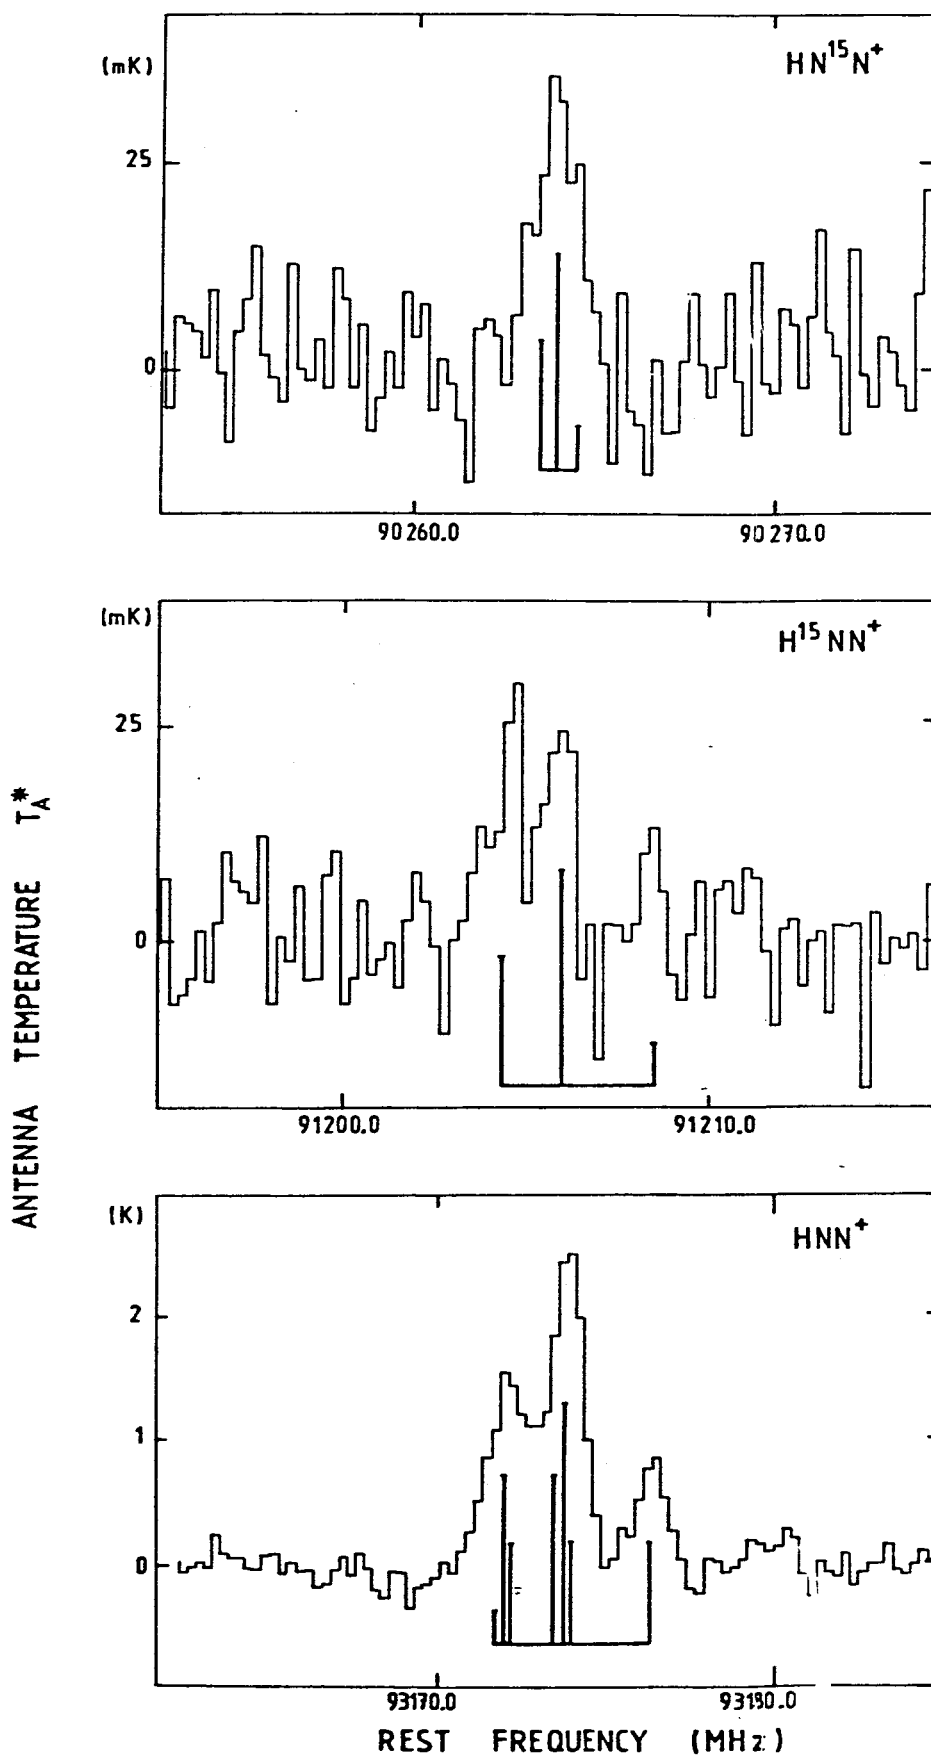 (mK)
HN¹⁵N⁺
25
0
90260.0
90270.0
(mK)
H¹⁵NN⁺
25
0
91200.0
91210.0
ANTENNA TEMPERATURE T_A^*
(K)
HNN⁺
2
1
0
93170.0
93180.0
REST FREQUENCY (MHz)